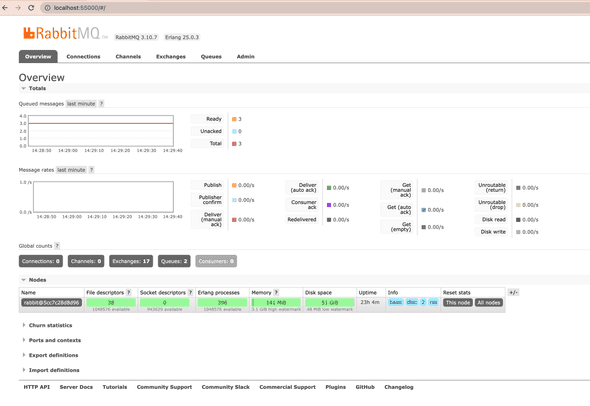 localhost:55000/#/
RabbitMQ TM RabbitMQ 3.10.7 Erlang 25.0.3
Overview Connections Channels Exchanges Queues Admin
Overview
Totals
Queued messages last minute ?
4.0
3.0
2.0
1.0
0.0
14:28:50 14:29:00 14:29:10 14:29:20 14:29:30 14:29:40
Ready 3
Unacked 0
Total 3
Message rates last minute ?
1.0 /s
0.0 /s
14:28:50 14:29:00 14:29:10 14:29:20 14:29:30 14:29:40
Publish 0.00/s
Publisher confirm 0.00/s
Deliver (manual ack) 0.00/s
Deliver (auto ack) 0.00/s
Consumer ack 0.00/s
Redelivered 0.00/s
Get (manual ack) 0.00/s
Get (auto ack) 0.00/s
Get (empty) 0.00/s
Unroutable (return) 0.00/s
Unroutable (drop) 0.00/s
Disk read 0.00/s
Disk write 0.00/s
Global counts ?
Connections: 0 Channels: 0 Exchanges: 17 Queues: 2 Consumers: 0
Nodes
Name File descriptors ? Socket descriptors ? Erlang processes Memory ? Disk space Uptime Info Reset stats +/-
rabbit@5cc7c28d8d96 38 0 398 141 MiB 51 GiB 23h 4m basic disc 2 rss This node All nodes
1048576 available 943626 available 1048576 available 3.1 GiB high watermark 48 MiB low watermark
Churn statistics
Ports and contexts
Export definitions
Import definitions
HTTP API Server Docs Tutorials Community Support Community Slack Commercial Support Plugins GitHub Changelog